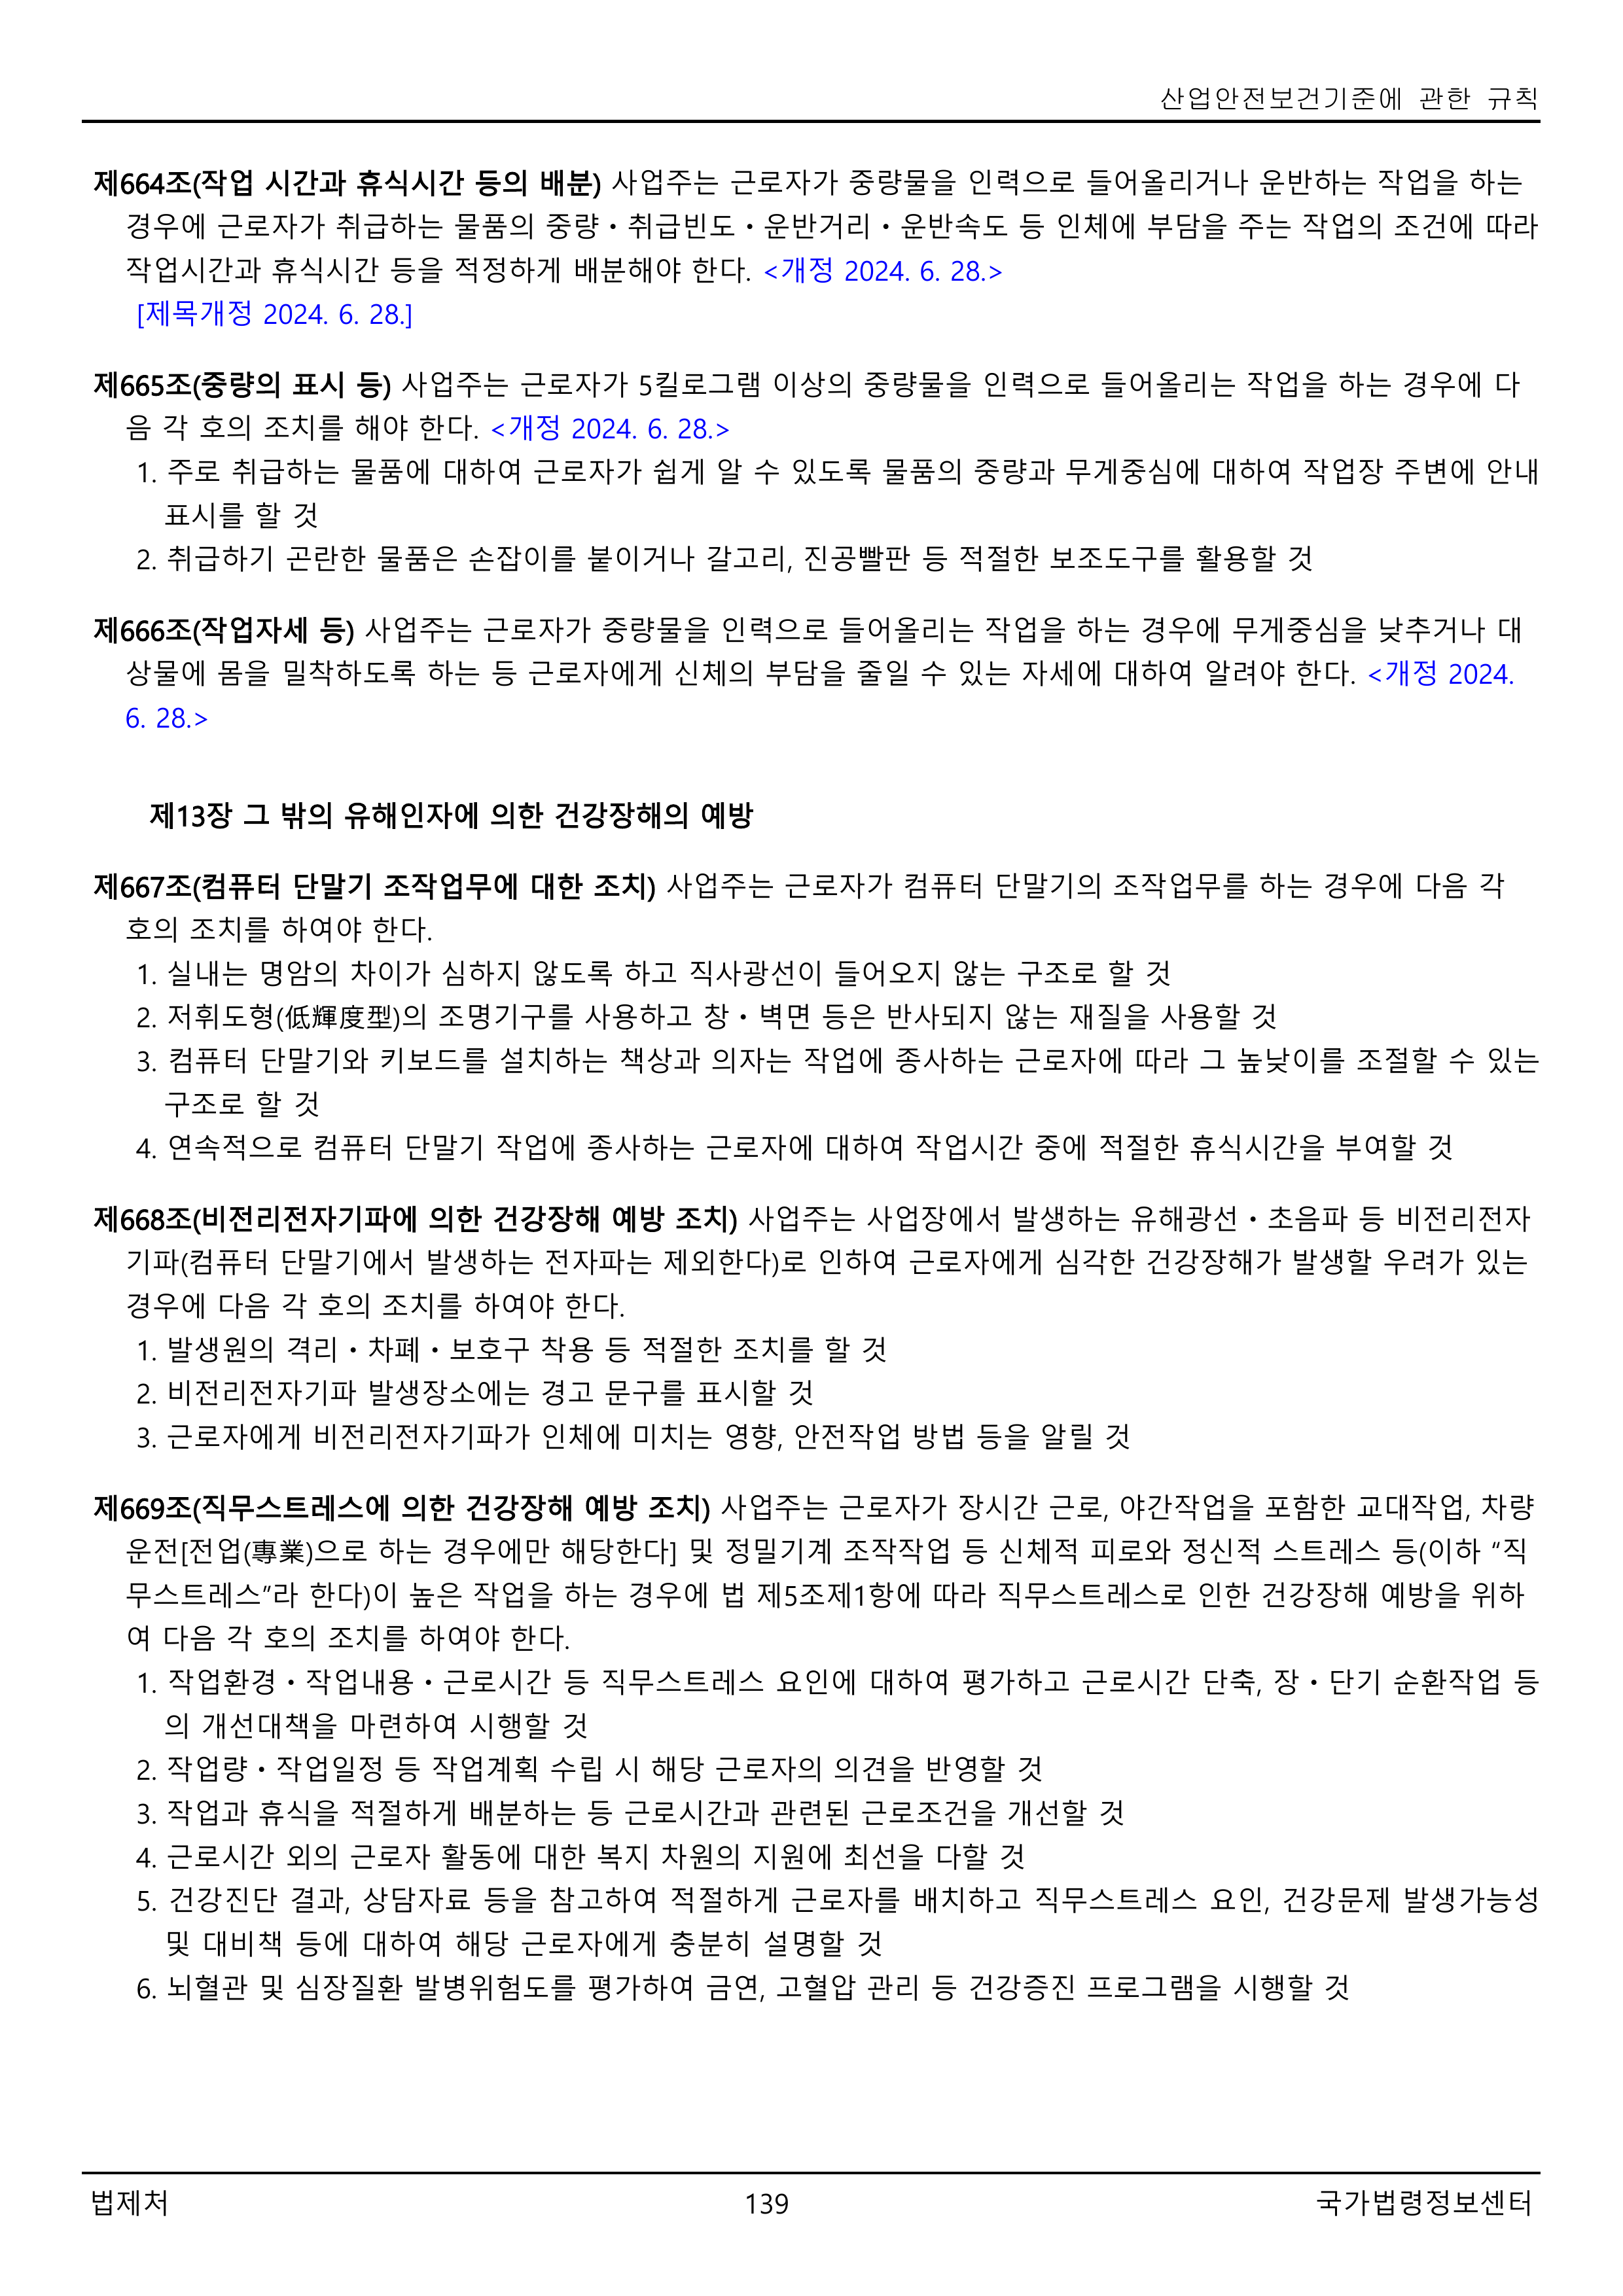 산업안전보건기준에 관한 규칙
제664조(작업 시간과 휴식시간 등의 배분) 사업주는 근로자가 중량물을 인력으로 들어올리거나 운반하는 작업을 하는
경우에 근로자가 취급하는 물품의 중량ㆍ취급빈도ㆍ운반거리ㆍ운반속도 등 인체에 부담을 주는 작업의 조건에 따라
작업시간과 휴식시간 등을 적정하게 배분해야 한다. <개정 2024. 6. 28.>
[제목개정 2024. 6. 28.]
제665조(중량의 표시 등) 사업주는 근로자가 5킬로그램 이상의 중량물을 인력으로 들어올리는 작업을 하는 경우에 다
음 각 호의 조치를 해야 한다. <개정 2024. 6. 28.>
1. 주로 취급하는 물품에 대하여 근로자가 쉽게 알 수 있도록 물품의 중량과 무게중심에 대하여 작업장 주변에 안내
표시를 할 것
2. 취급하기 곤란한 물품은 손잡이를 붙이거나 갈고리, 진공빨판 등 적절한 보조도구를 활용할 것
제666조(작업자세 등) 사업주는 근로자가 중량물을 인력으로 들어올리는 작업을 하는 경우에 무게중심을 낮추거나 대
상물에 몸을 밀착하도록 하는 등 근로자에게 신체의 부담을 줄일 수 있는 자세에 대하여 알려야 한다. <개정 2024.
6. 28.>
제13장 그 밖의 유해인자에 의한 건강장해의 예방
제667조(컴퓨터 단말기 조작업무에 대한 조치) 사업주는 근로자가 컴퓨터 단말기의 조작업무를 하는 경우에 다음 각
호의 조치를 하여야 한다.
1. 실내는 명암의 차이가 심하지 않도록 하고 직사광선이 들어오지 않는 구조로 할 것
2. 저휘도형(低輝度型)의 조명기구를 사용하고 창ㆍ벽면 등은 반사되지 않는 재질을 사용할 것
3. 컴퓨터 단말기와 키보드를 설치하는 책상과 의자는 작업에 종사하는 근로자에 따라 그 높낮이를 조절할 수 있는
구조로 할 것
4. 연속적으로 컴퓨터 단말기 작업에 종사하는 근로자에 대하여 작업시간 중에 적절한 휴식시간을 부여할 것
제668조(비전리전자기파에 의한 건강장해 예방 조치) 사업주는 사업장에서 발생하는 유해광선ㆍ초음파 등 비전리전자
기파(컴퓨터 단말기에서 발생하는 전자파는 제외한다)로 인하여 근로자에게 심각한 건강장해가 발생할 우려가 있는
경우에 다음 각 호의 조치를 하여야 한다.
1. 발생원의 격리ㆍ차폐ㆍ보호구 착용 등 적절한 조치를 할 것
2. 비전리전자기파 발생장소에는 경고 문구를 표시할 것
3. 근로자에게 비전리전자기파가 인체에 미치는 영향, 안전작업 방법 등을 알릴 것
제669조(직무스트레스에 의한 건강장해 예방 조치) 사업주는 근로자가 장시간 근로, 야간작업을 포함한 교대작업, 차량
운전[전업(專業)으로 하는 경우에만 해당한다] 및 정밀기계 조작작업 등 신체적 피로와 정신적 스트레스 등(이하 “직
무스트레스”라 한다)이 높은 작업을 하는 경우에 법 제5조제1항에 따라 직무스트레스로 인한 건강장해 예방을 위하
여 다음 각 호의 조치를 하여야 한다.
1. 작업환경ㆍ작업내용ㆍ근로시간 등 직무스트레스 요인에 대하여 평가하고 근로시간 단축, 장ㆍ단기 순환작업 등
의 개선대책을 마련하여 시행할 것
2. 작업량ㆍ작업일정 등 작업계획 수립 시 해당 근로자의 의견을 반영할 것
3. 작업과 휴식을 적절하게 배분하는 등 근로시간과 관련된 근로조건을 개선할 것
4. 근로시간 외의 근로자 활동에 대한 복지 차원의 지원에 최선을 다할 것
5. 건강진단 결과, 상담자료 등을 참고하여 적절하게 근로자를 배치하고 직무스트레스 요인, 건강문제 발생가능성
및 대비책 등에 대하여 해당 근로자에게 충분히 설명할 것
6. 뇌혈관 및 심장질환 발병위험도를 평가하여 금연, 고혈압 관리 등 건강증진 프로그램을 시행할 것
법제처
139
국가법령정보센터